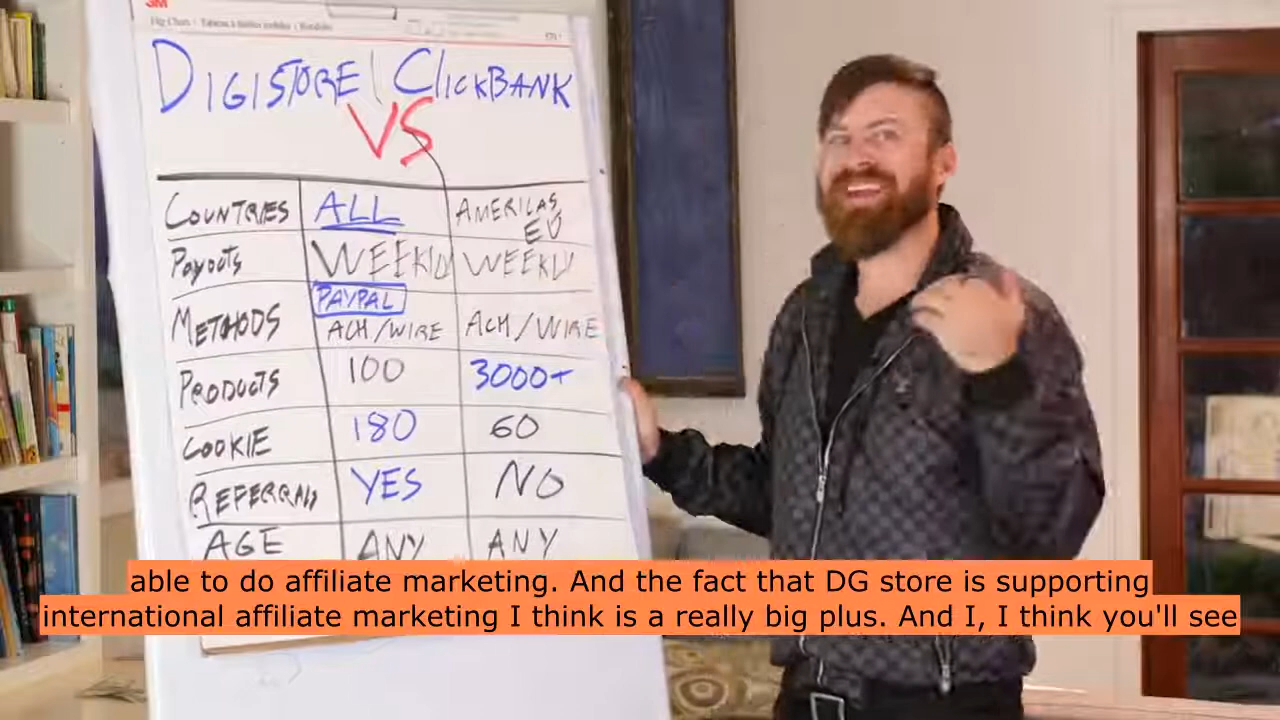 3M
DIGISTORE | CLICKBANK
VS
COUNTRIES ALL AMERICAS EU
Payouts WEEKLY WEEKLY
METHODS PAYPAL ACH/WIRE ACH/WIRE
PRODUCTS 100 3000+
COOKIE 180 60
REFERRALS YES NO
AGE ANY ANY
able to do affiliate marketing. And the fact that DG store is supporting
international affiliate marketing I think is a really big plus. And I, I think you'll see